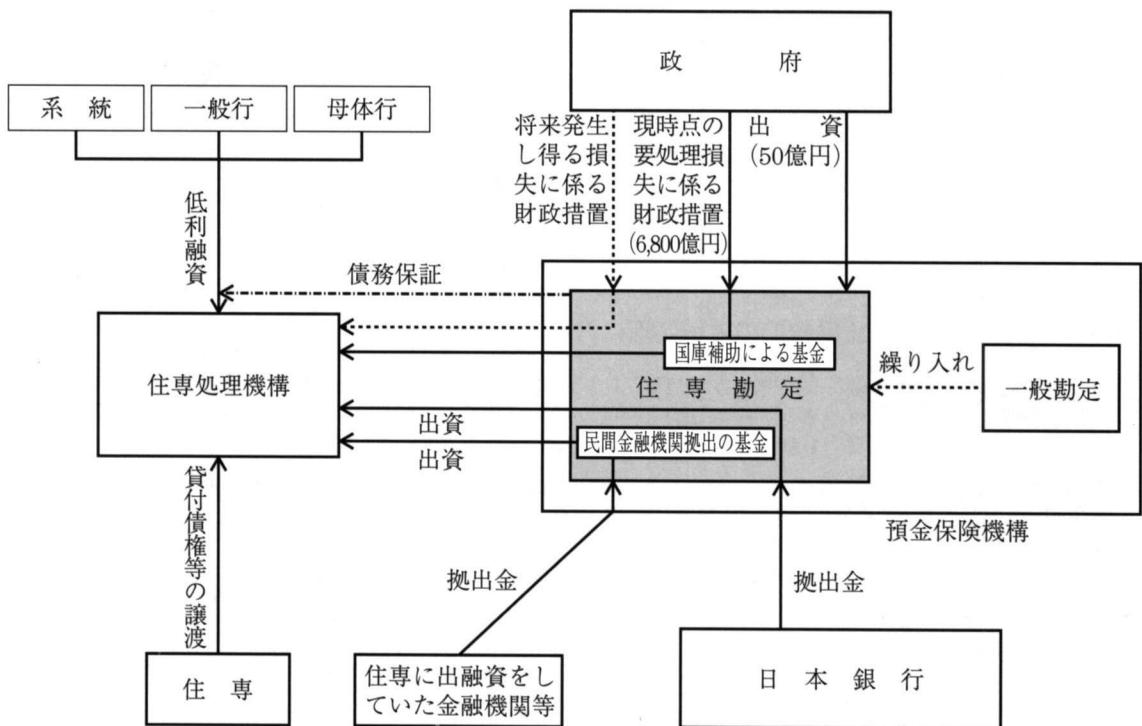 政府
系統
一般行
母体行
将来発生
し得る損
失に係る
財政措置
現時点の
要処理損
失に係る
財政措置
(6,800億円)
出資
(50億円)
低利融資
債務保証
住専処理機構
国庫補助による基金
住専勘定
繰り入れ
一般勘定
出資
民間金融機関拠出の基金
出資
預金保険機構
貸付債権等の譲渡
拠出金
拠出金
住専
住専に出融資をし
ていた金融機関等
日本銀行